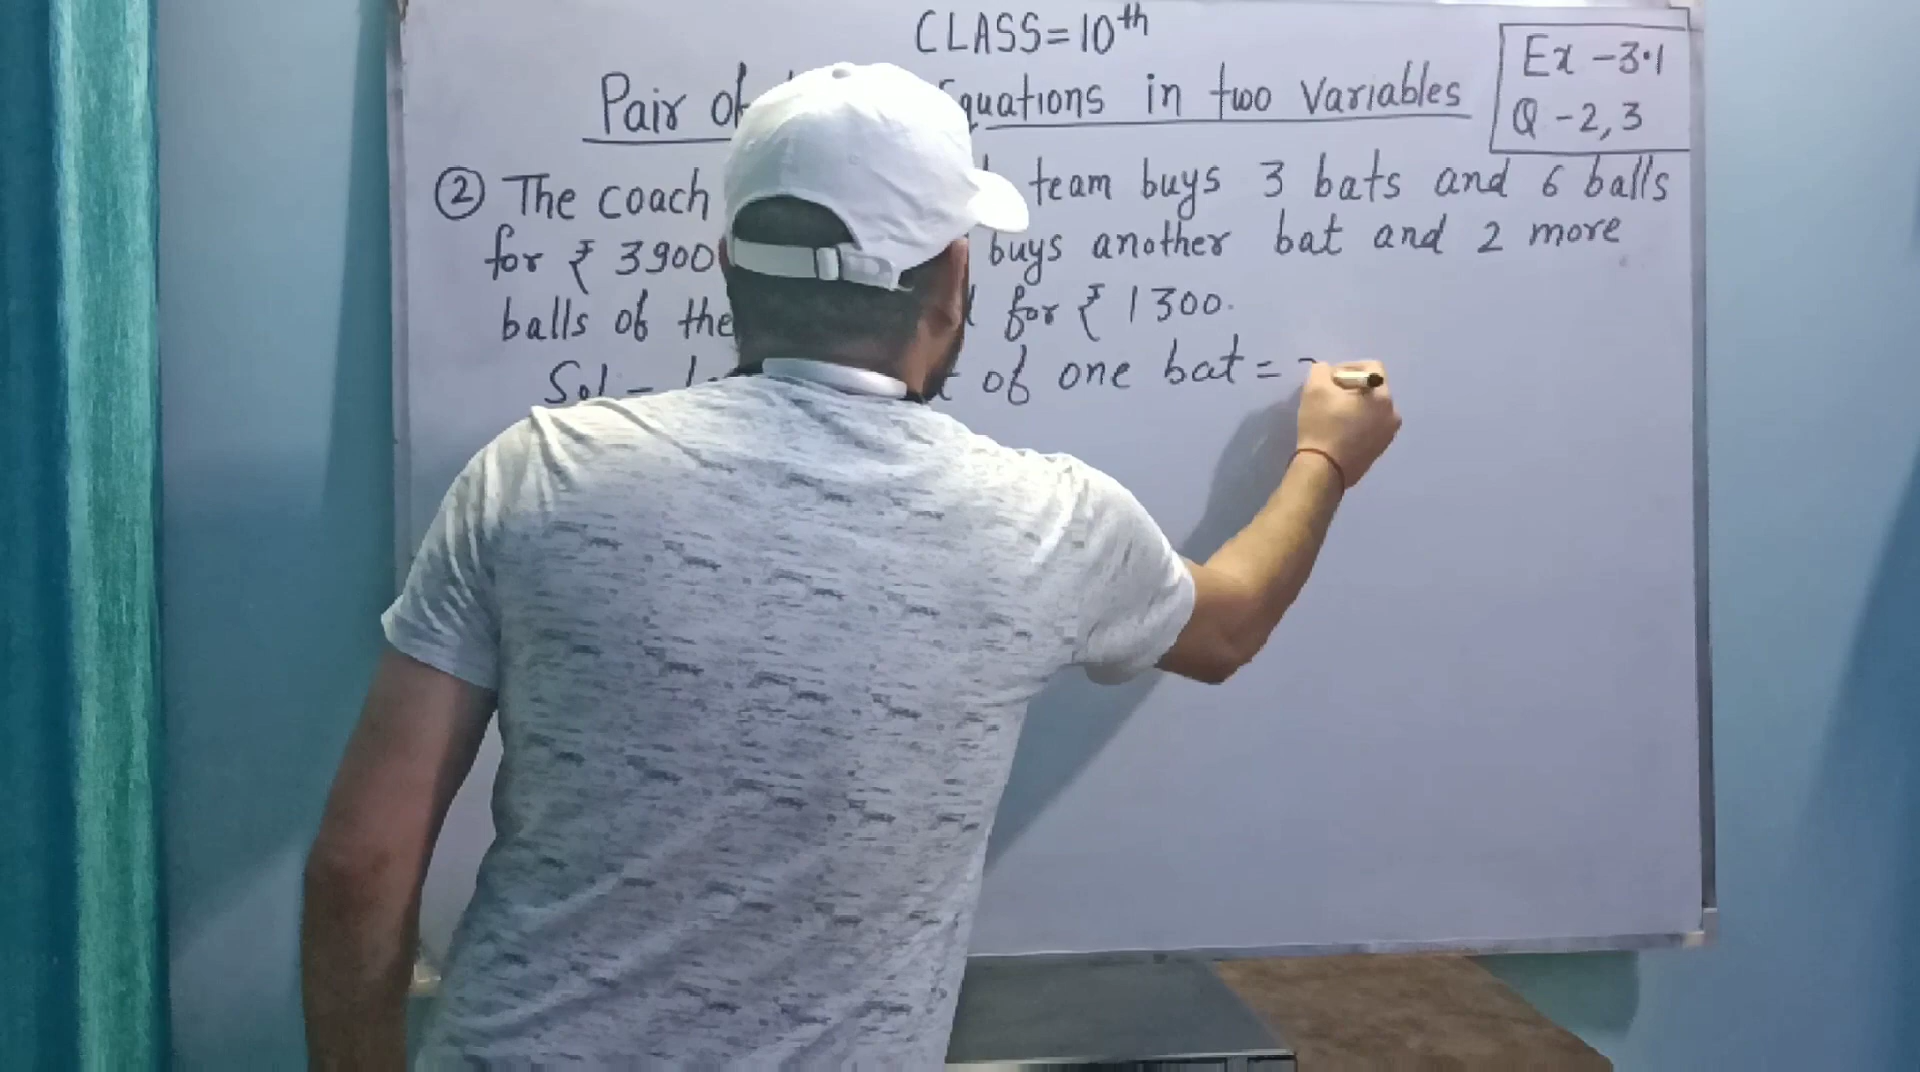 CLASS=10th
Pair of quations in two Variables
Ex -3.1
Q -2,3
② The coach team buys 3 bats and 6 balls
for ₹ 3900 buys another bat and 2 more
balls of the for ₹ 1300.
Sol - of one bat =